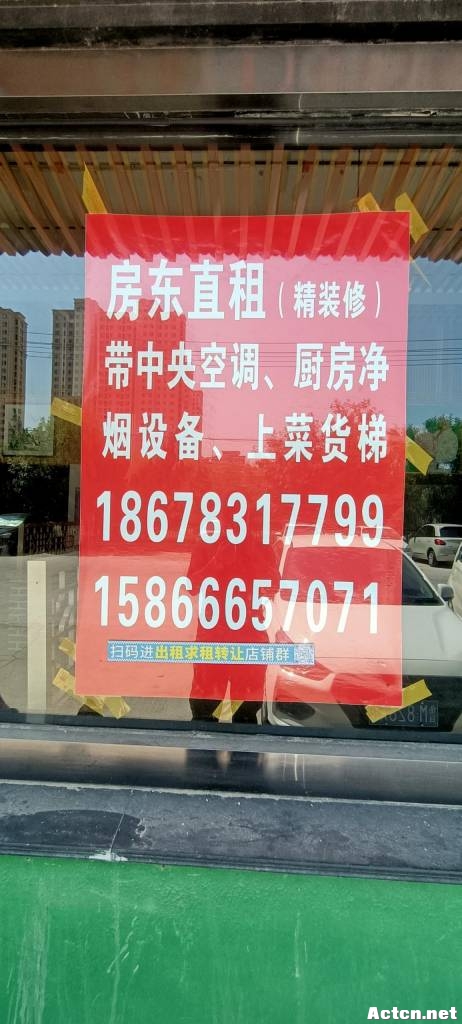 房东直租（精装修）
带中央空调、厨房净
烟设备、上菜货梯
18678317799
15866657071
扫码进出租求租转让店铺群
Actcn.net